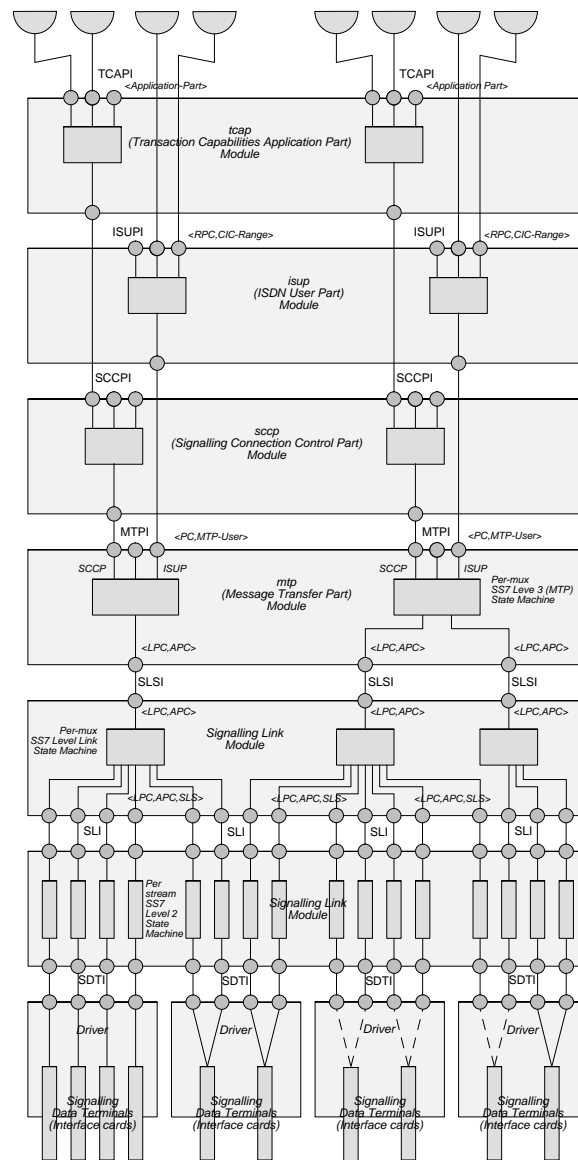 TCAPI
<Application-Part>
TCAPI
<Application Part>
tcap
(Transaction Capabilities Application Part)
Module
ISUPI
<RPC,CIC-Range>
ISUPI
<RPC,CIC-Range>
isup
(ISDN User Part)
Module
SCCPI
SCCPI
sccp
(Signalling Connection Control Part)
Module
MTPI
<PC,MTP-User>
MTPI
<PC,MTP-User>
SCCP
ISUP
SCCP
ISUP
mtp
(Message Transfer Part)
Module
Per-mux
SS7 Leve 3 (MTP)
State Machine
<LPC,APC>
<LPC,APC>
<LPC,APC>
SLSI
SLSI
SLSI
<LPC,APC>
<LPC,APC>
<LPC,APC>
Per-mux
SS7 Level Link
State Machine
Signalling Link
Module
<LPC,APC,SLS>
<LPC,APC,SLS>
<LPC,APC,SLS>
SLI
SLI
SLI
SLI
Per
stream
SS7
Level 2
State
Machine
Signalling Link
Module
SDTI
SDTI
SDTI
SDTI
Driver
Driver
Driver
Driver
Signalling
Data Terminals
(Interface cards)
Signalling
Data Terminals
(Interface cards)
Signalling
Data Terminals
(Interface cards)
Signalling
Data Terminals
(Interface cards)